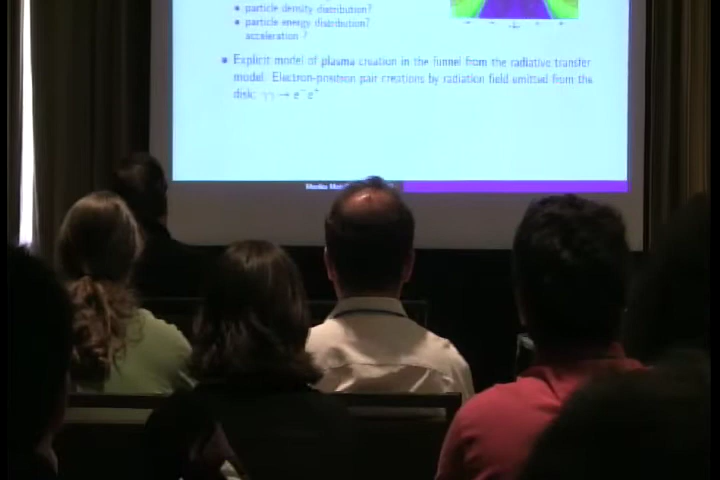 • particle density distribution?
• particle energy distribution?
acceleration ?
• Explicit model of plasma creation in the funnel from the radiative transfer
model: Electron-positron pair creations by radiation field emitted from the
disk: γγ → e⁻e⁺